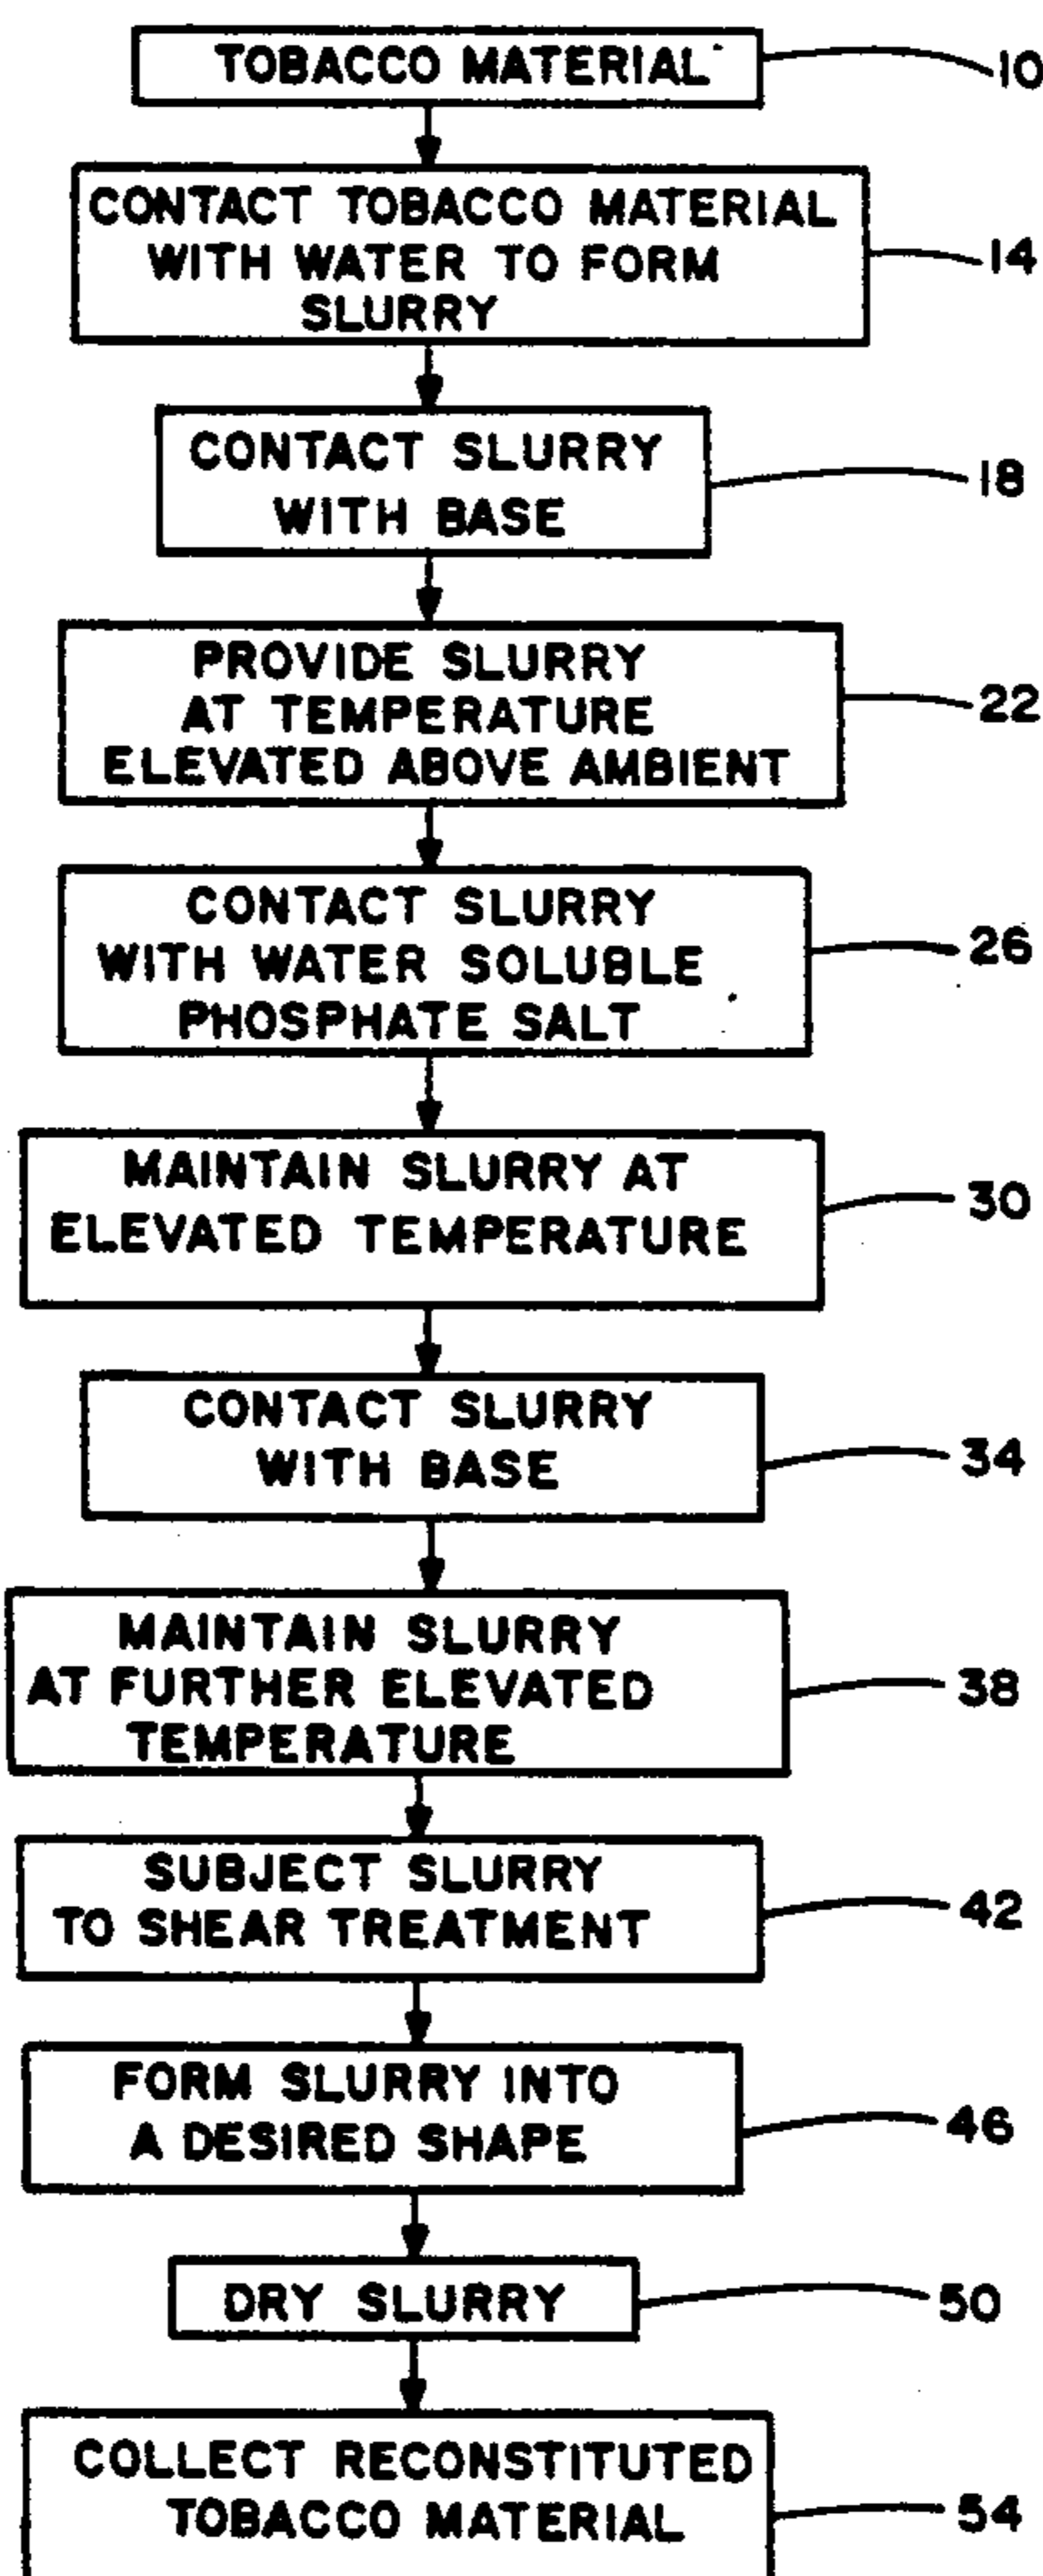 TOBACCO MATERIAL
10
CONTACT TOBACCO MATERIAL
WITH WATER TO FORM
SLURRY
14
CONTACT SLURRY
WITH BASE
18
PROVIDE SLURRY
AT TEMPERATURE
ELEVATED ABOVE AMBIENT
22
CONTACT SLURRY
WITH WATER SOLUBLE
PHOSPHATE SALT
26
MAINTAIN SLURRY AT
ELEVATED TEMPERATURE
30
CONTACT SLURRY
WITH BASE
34
MAINTAIN SLURRY
AT FURTHER ELEVATED
TEMPERATURE
38
SUBJECT SLURRY
TO SHEAR TREATMENT
42
FORM SLURRY INTO
A DESIRED SHAPE
46
DRY SLURRY
50
COLLECT RECONSTITUTED
TOBACCO MATERIAL
54